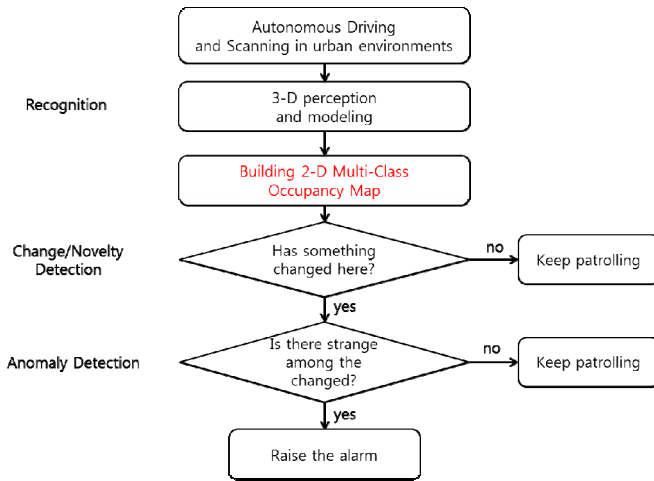 Autonomous Driving
and Scanning in urban environments
Recognition
3-D perception
and modeling
Building 2-D Multi-Class
Occupancy Map
Change/Novelty
Detection
Has something
changed here?
no
Keep patrolling
yes
Anomaly Detection
Is there strange
among the
changed?
no
Keep patrolling
yes
Raise the alarm